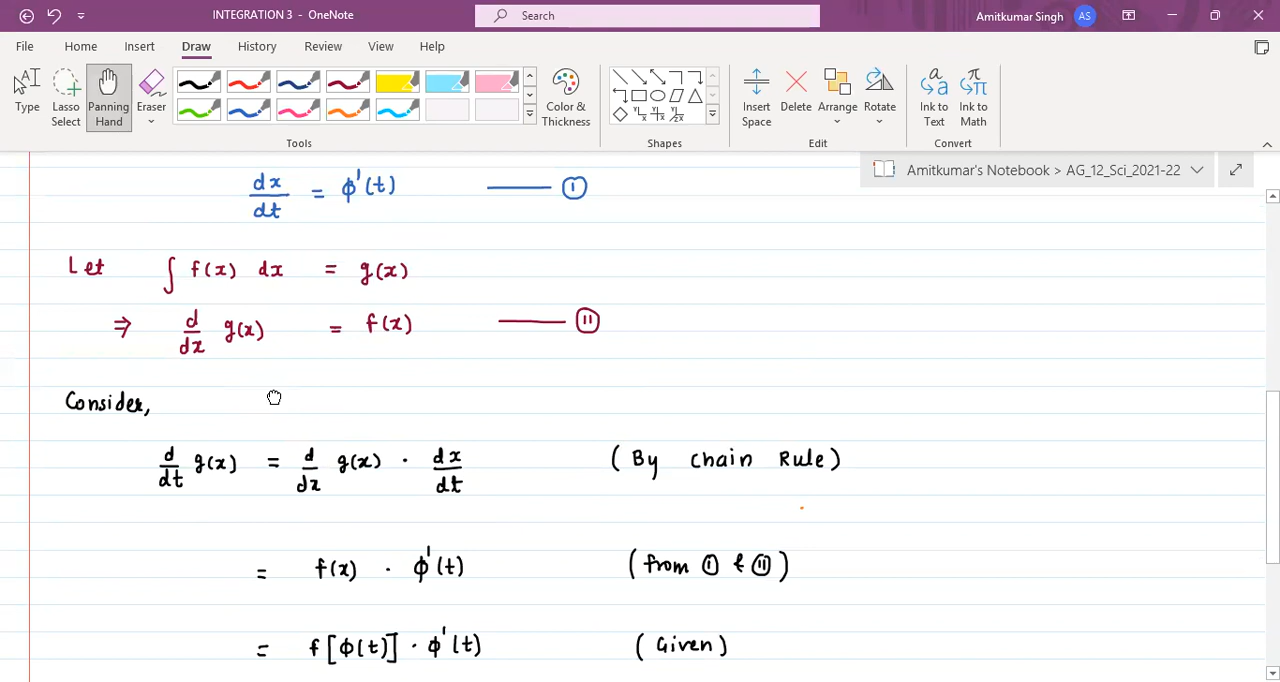 INTEGRATION 3 - OneNote
Search
Amitkumar Singh AS
File Home Insert Draw History Review View Help
Type
Lasso Select
Panning Hand
Eraser
Color & Thickness
Insert Space
Delete
Arrange
Rotate
Ink to Text
Ink to Math
Tools Shapes Edit Convert
Amitkumar's Notebook > AG_12_Sci_2021-22
dx/dt = ϕ'(t) —— Ⓘ
Let ∫ f(x) dx = g(x)
⇒ d/dx g(x) = f(x) —— (II)
Consider,
d/dt g(x) = d/dx g(x) · dx/dt (By Chain Rule)
= f(x) · ϕ'(t) (from Ⓘ & (II))
= f[ϕ(t)] · ϕ'(t) (Given)